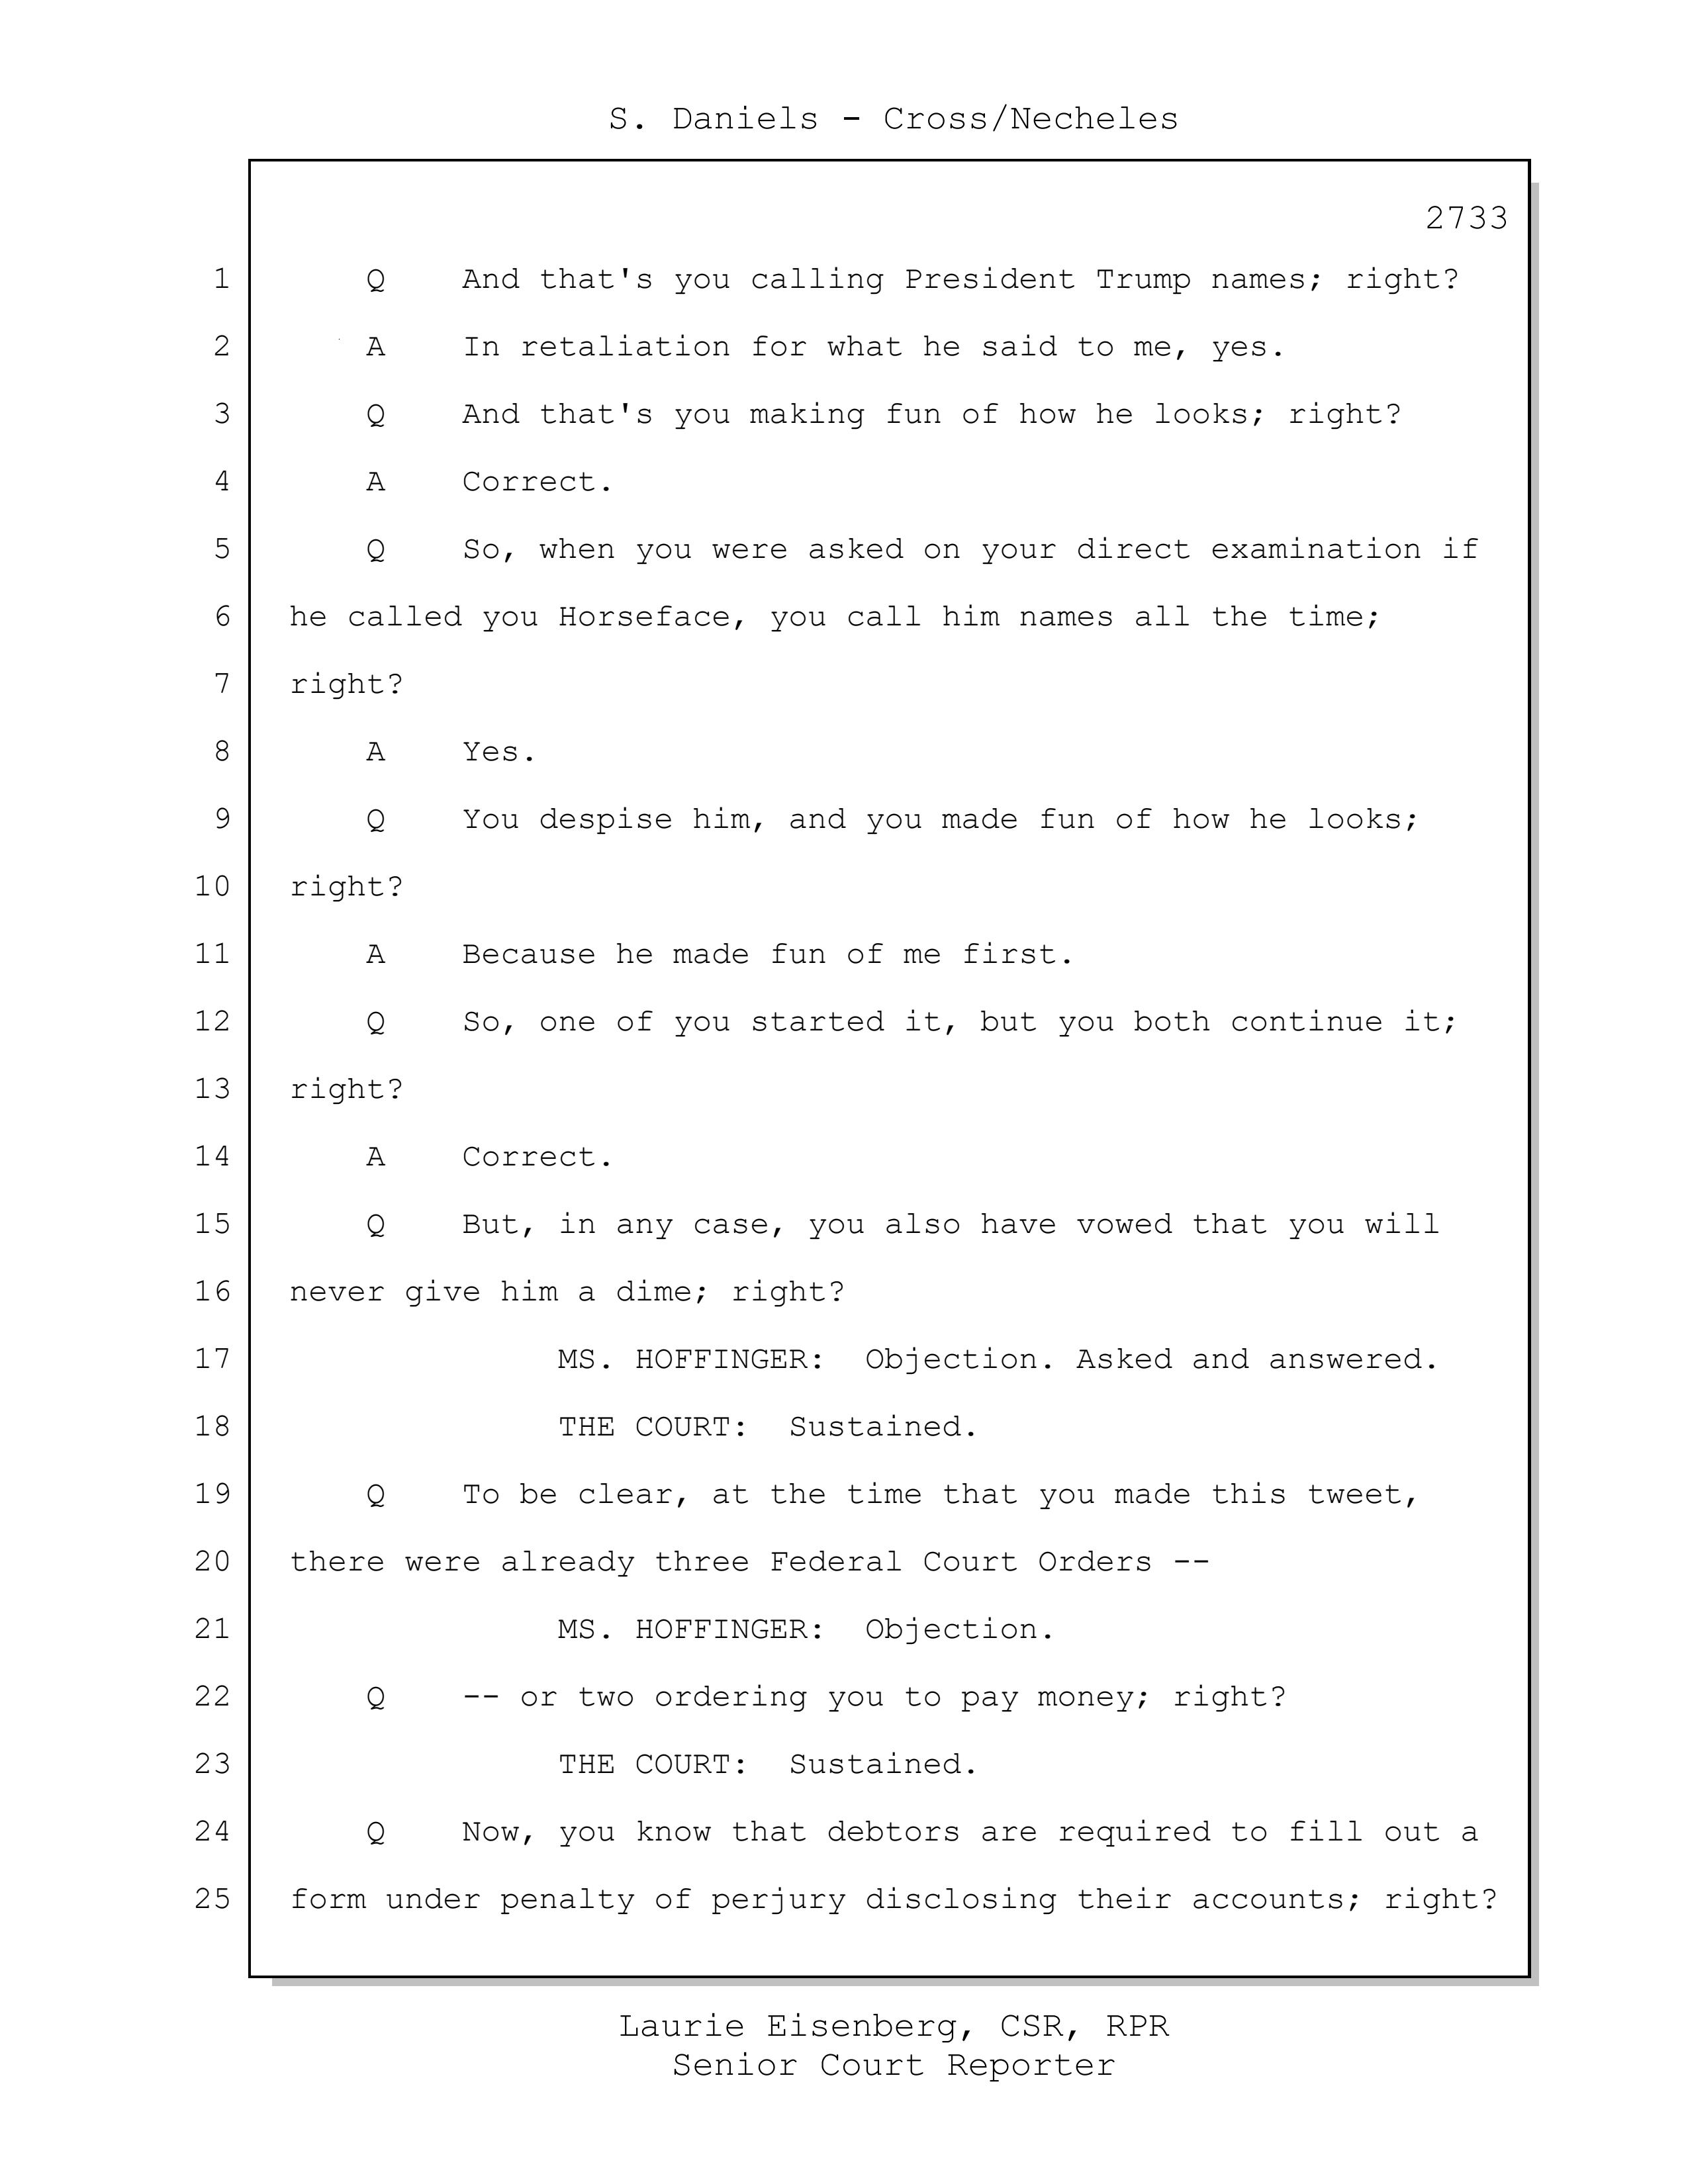 S. Daniels - Cross/Necheles
2733
1 Q And that's you calling President Trump names; right?
2 A In retaliation for what he said to me, yes.
3 Q And that's you making fun of how he looks; right?
4 A Correct.
5 Q So, when you were asked on your direct examination if
6 he called you Horseface, you call him names all the time;
7 right?
8 A Yes.
9 Q You despise him, and you made fun of how he looks;
10 right?
11 A Because he made fun of me first.
12 Q So, one of you started it, but you both continue it;
13 right?
14 A Correct.
15 Q But, in any case, you also have vowed that you will
16 never give him a dime; right?
17 MS. HOFFINGER: Objection. Asked and answered.
18 THE COURT: Sustained.
19 Q To be clear, at the time that you made this tweet,
20 there were already three Federal Court Orders --
21 MS. HOFFINGER: Objection.
22 Q -- or two ordering you to pay money; right?
23 THE COURT: Sustained.
24 Q Now, you know that debtors are required to fill out a
25 form under penalty of perjury disclosing their accounts; right?
Laurie Eisenberg, CSR, RPR
Senior Court Reporter